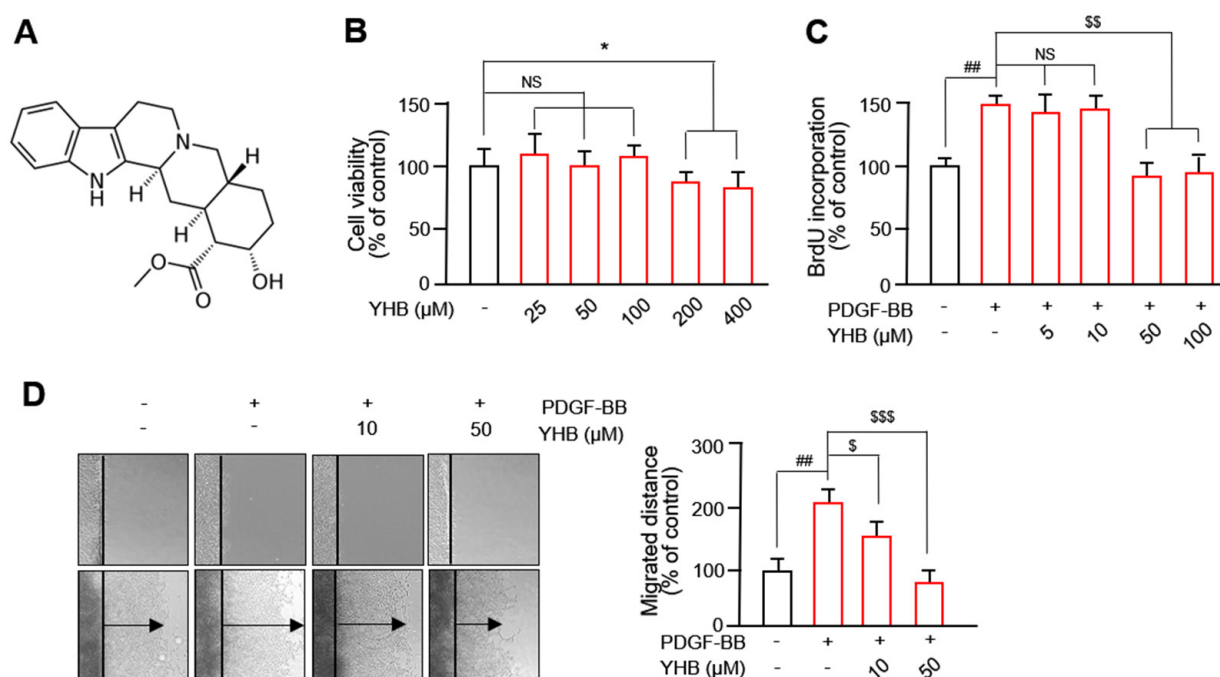 A
N
H
NH
H
H
O
O
OH
B
*
NS
150
100
50
0
Cell viability
(% of control)
YHB (µM)
- 25 50 100 200 400
C
$$
## NS
150
100
50
0
BrdU incorporation
(% of control)
PDGF-BB - + + + + +
YHB (µM) - - 5 10 50 100
D
- + + + PDGF-BB
- - 10 50 YHB (µM)
$$$
## $
300
200
100
0
Migrated distance
(% of control)
PDGF-BB - + + +
YHB (µM) - - 10 50